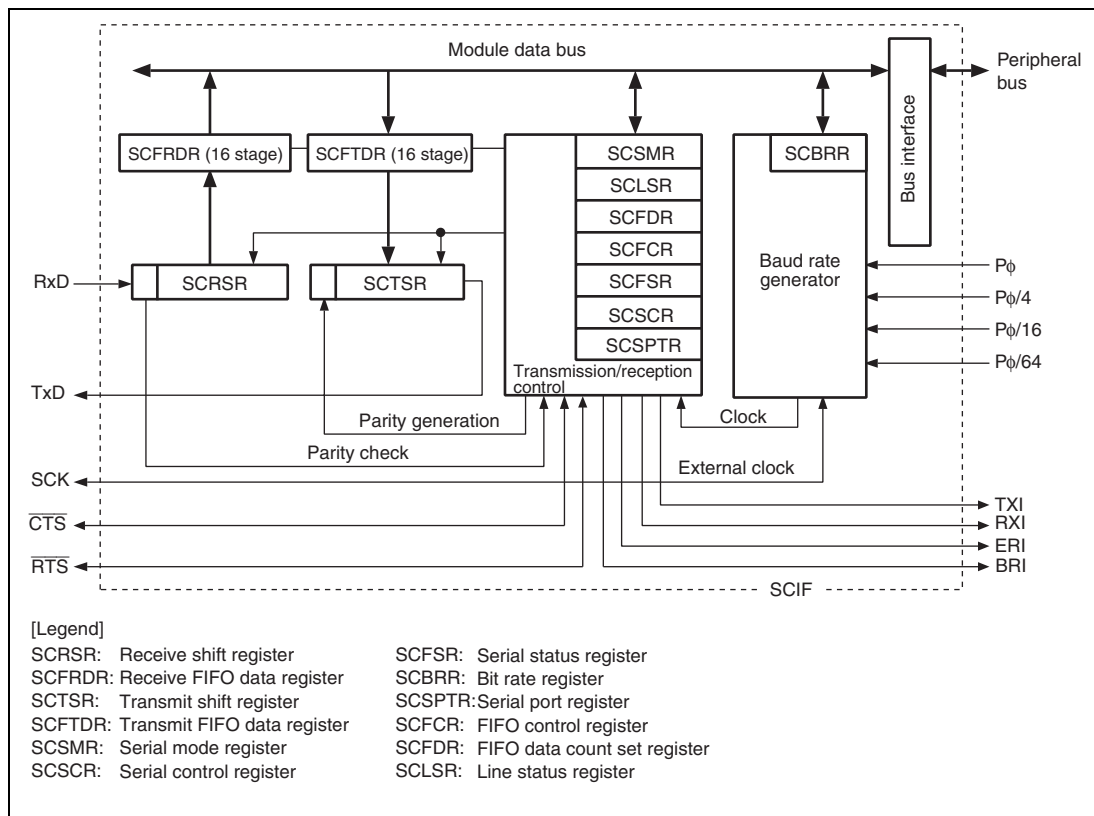 Module data bus
Peripheral
bus
Bus interface
SCFRDR (16 stage)
SCFTDR (16 stage)
SCSMR
SCLSR
SCFDR
SCFCR
SCFSR
SCSCR
SCSPTR
Transmission/reception
control
SCBRR
Baud rate
generator
RxD
SCRSR
SCTSR
Pϕ
Pϕ/4
Pϕ/16
Pϕ/64
TxD
Parity generation
Clock
Parity check
External clock
SCK
CTS
RTS
TXI
RXI
ERI
BRI
SCIF
[Legend]
SCRSR: Receive shift register
SCFRDR: Receive FIFO data register
SCTSR: Transmit shift register
SCFTDR: Transmit FIFO data register
SCSMR: Serial mode register
SCSCR: Serial control register
SCFSR: Serial status register
SCBRR: Bit rate register
SCSPTR: Serial port register
SCFCR: FIFO control register
SCFDR: FIFO data count set register
SCLSR: Line status register